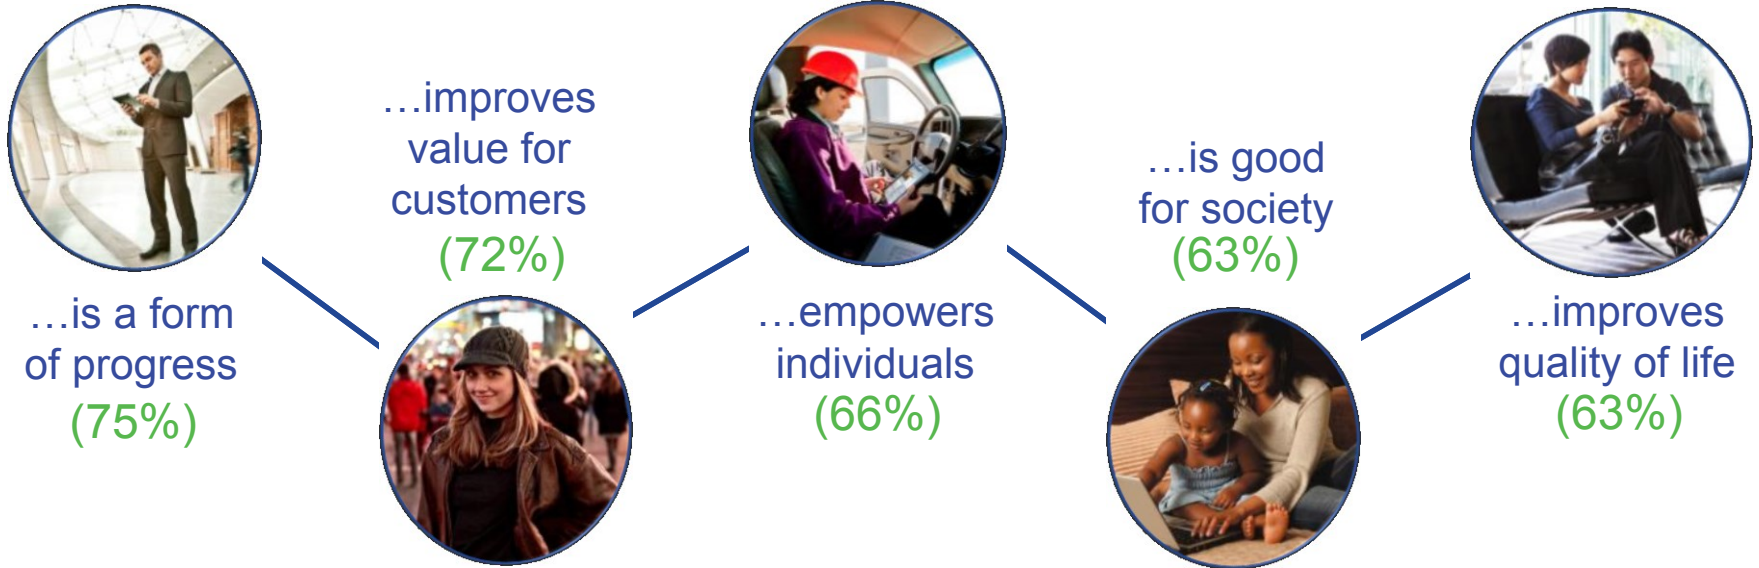 …is a form
of progress
(75%)
…improves
value for
customers
(72%)
…empowers
individuals
(66%)
…is good
for society
(63%)
…improves
quality of life
(63%)